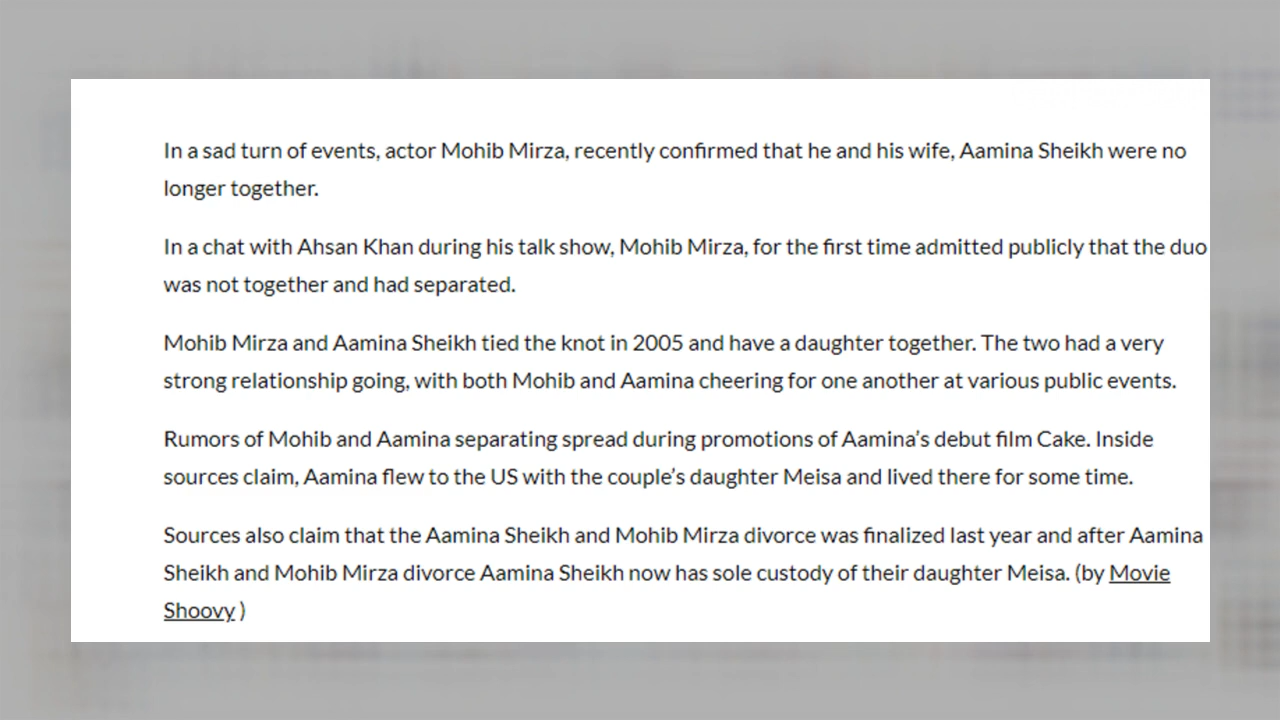 In a sad turn of events, actor Mohib Mirza, recently confirmed that he and his wife, Aamina Sheikh were no
longer together.
In a chat with Ahsan Khan during his talk show, Mohib Mirza, for the first time admitted publicly that the duo
was not together and had separated.
Mohib Mirza and Aamina Sheikh tied the knot in 2005 and have a daughter together. The two had a very
strong relationship going, with both Mohib and Aamina cheering for one another at various public events.
Rumors of Mohib and Aamina separating spread during promotions of Aamina’s debut film Cake. Inside
sources claim, Aamina flew to the US with the couple’s daughter Meisa and lived there for some time.
Sources also claim that the Aamina Sheikh and Mohib Mirza divorce was finalized last year and after Aamina
Sheikh and Mohib Mirza divorce Aamina Sheikh now has sole custody of their daughter Meisa. (by Movie
Shoovy )